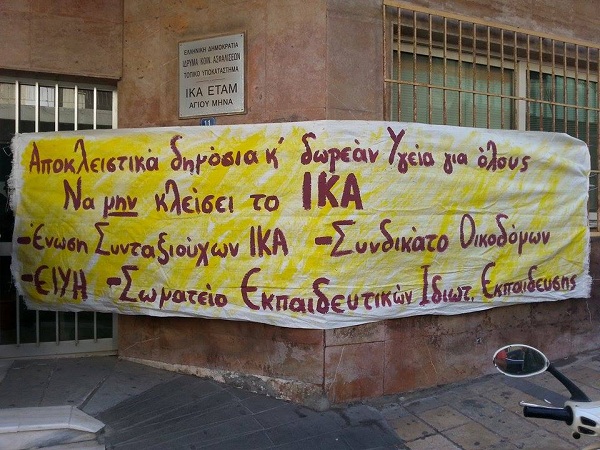 ΕΛΛΗΝΙΚΗ ΔΗΜΟΚΡΑΤΙΑ
ΙΔΡΥΜΑ ΚΟΙΝ. ΑΣΦΑΛΙΣΕΩΝ
ΤΟΠΙΚΟ ΥΠΟΚΑΤΑΣΤΗΜΑ
ΙΚΑ ΕΤΑΜ
ΑΓΙΟΥ ΜΗΝΑ
11
Αποκλειστικά δημόσια κ' δωρεάν Υγεία για όλους
Να μην κλείσει το ΙΚΑ
-Ένωση Συνταξιούχων ΙΚΑ -Συνδικάτο Οικοδόμων
-ΕΙΥΗ -Σωματείο Εκπαιδευτικών Ιδιωτ. Εκπαίδευσης